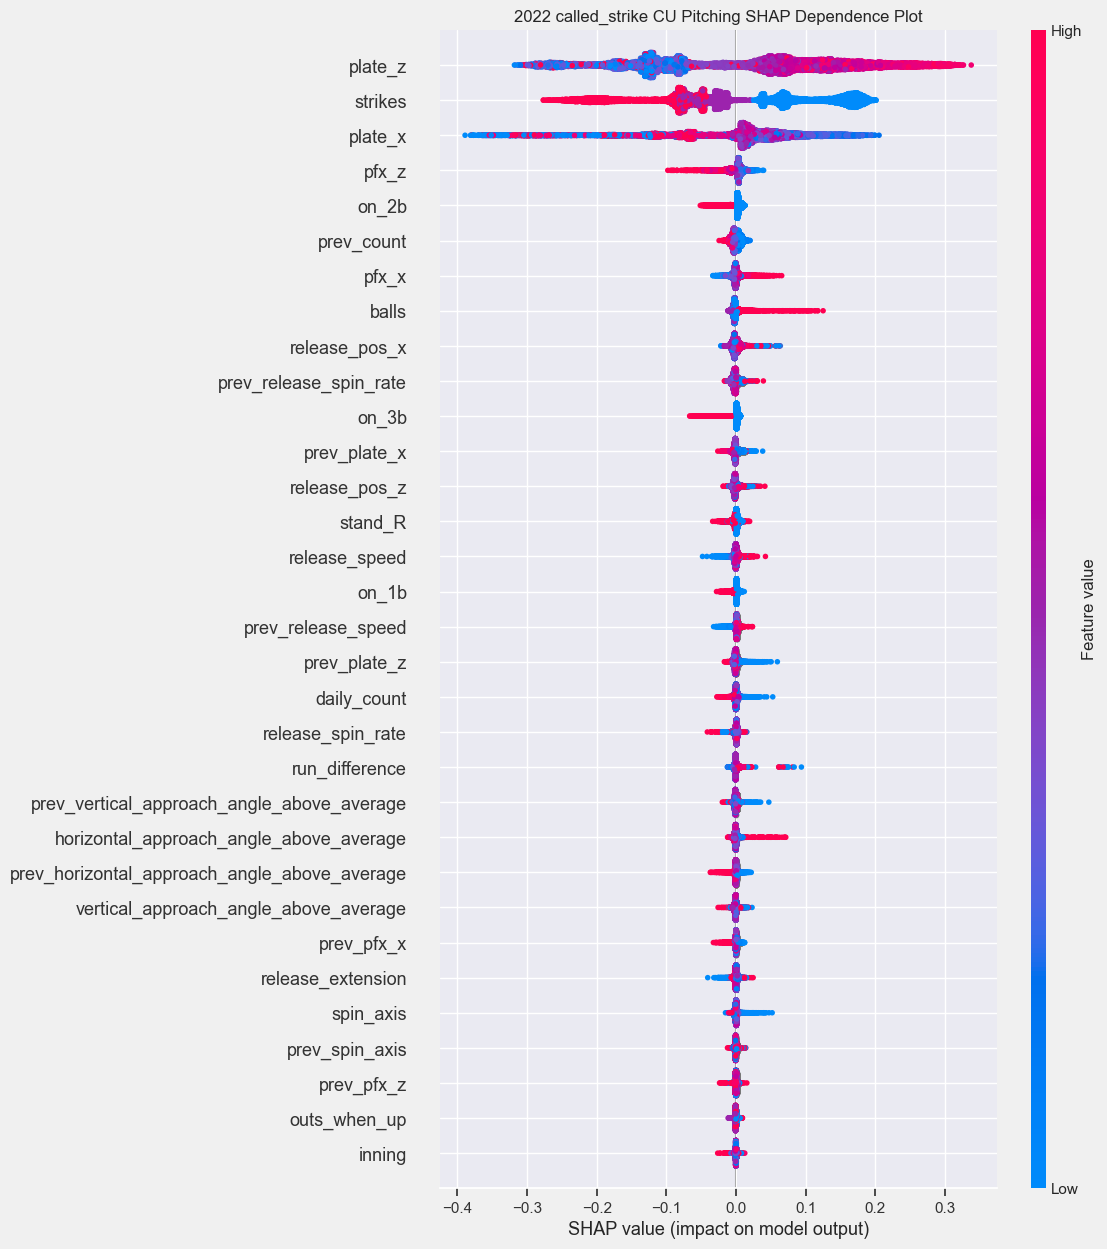 2022 called_strike CU Pitching SHAP Dependence Plot
High
plate_z
strikes
plate_x
pfx_z
on_2b
prev_count
pfx_x
balls
release_pos_x
prev_release_spin_rate
on_3b
prev_plate_x
release_pos_z
stand_R
release_speed
on_1b
prev_release_speed
prev_plate_z
daily_count
release_spin_rate
run_difference
prev_vertical_approach_angle_above_average
horizontal_approach_angle_above_average
prev_horizontal_approach_angle_above_average
vertical_approach_angle_above_average
prev_pfx_x
release_extension
spin_axis
prev_spin_axis
prev_pfx_z
outs_when_up
inning
Feature value
Low
−0.4 −0.3 −0.2 −0.1 0.0 0.1 0.2 0.3
SHAP value (impact on model output)